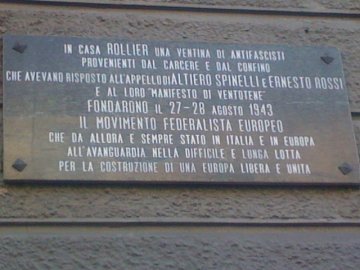 IN CASA ROLLIER UNA VENTINA DI ANTIFASCISTI
PROVENIENTI DAL CARCERE E DAL CONFINO
CHE AVEVANO RISPOSTO ALL'APPELLO DI ALTIERO SPINELLI E ERNESTO ROSSI
E AL LORO "MANIFESTO DI VENTOTENE"
FONDARONO IL 27-28 AGOSTO 1943
IL MOVIMENTO FEDERALISTA EUROPEO
CHE DA ALLORA E SEMPRE STATO IN ITALIA E IN EUROPA
ALL'AVANGUARDIA NELLA DIFFICILE E LUNGA LOTTA
PER LA COSTRUZIONE DI UNA EUROPA LIBERA E UNITA